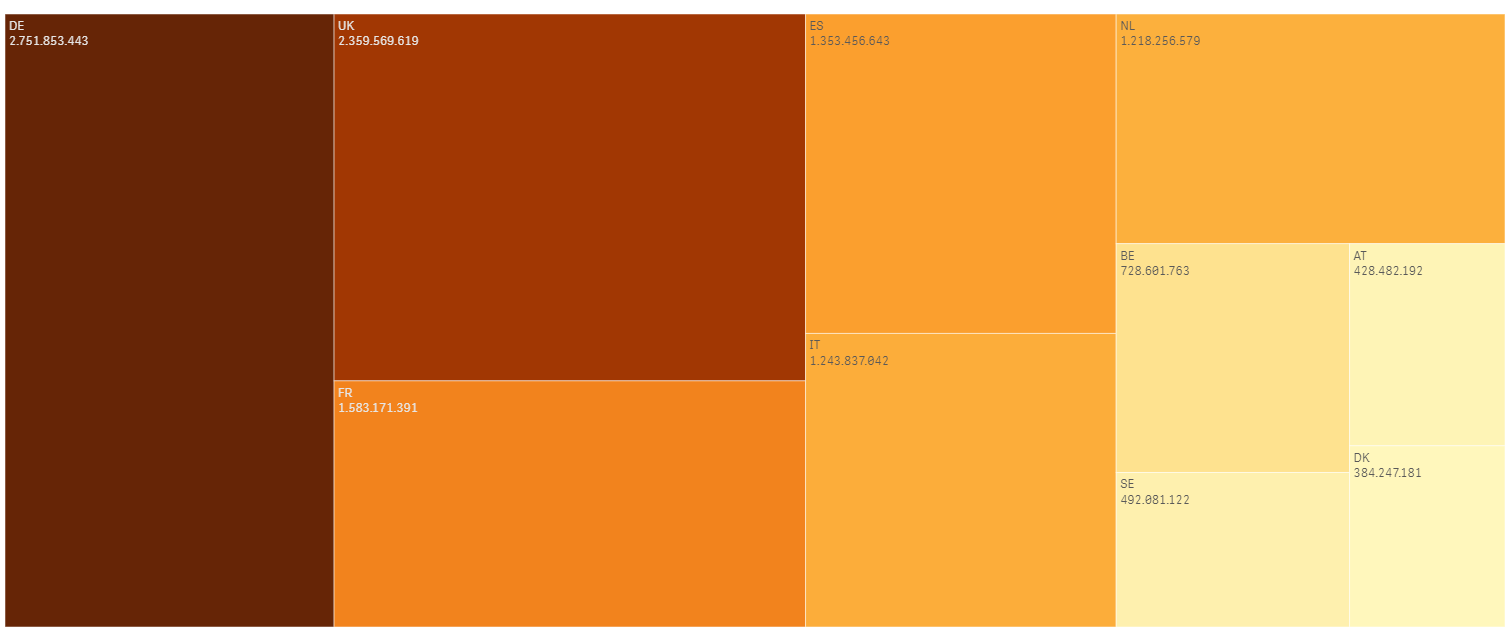 DE
2.751.853.443
UK
2.359.569.619
FR
1.583.171.391
ES
1.353.456.643
IT
1.243.837.042
NL
1.218.256.579
BE
728.601.763
SE
492.081.122
AT
428.482.192
DK
384.247.181